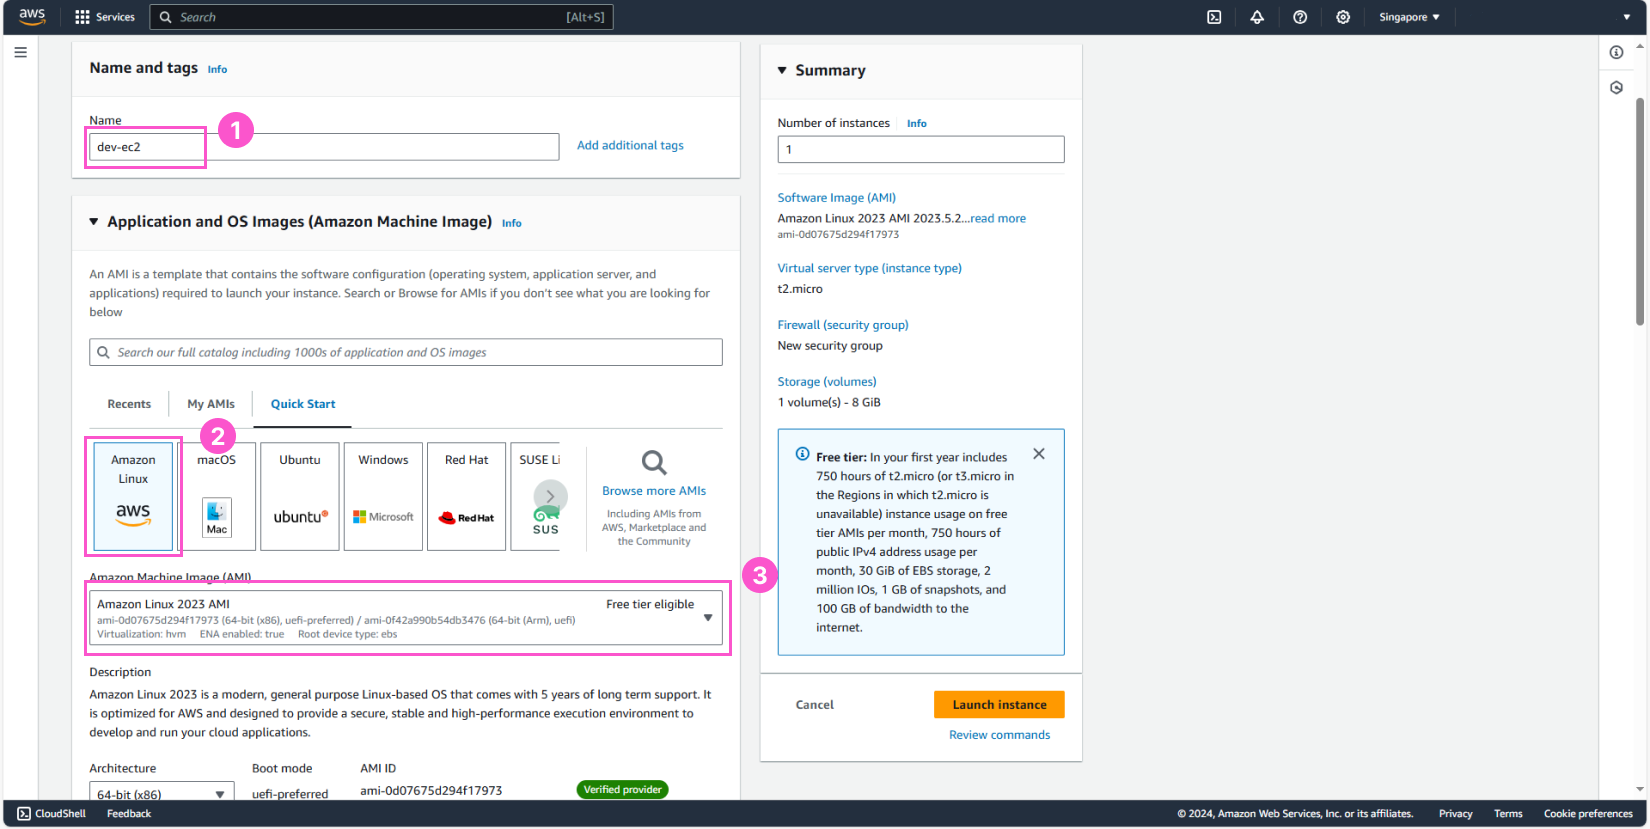 aws
Services
Search
[Alt+S]
Singapore
Name and tags Info
Name
dev-ec2
1
Add additional tags
Application and OS Images (Amazon Machine Image) Info
An AMI is a template that contains the software configuration (operating system, application server, and
applications) required to launch your instance. Search or Browse for AMIs if you don't see what you are looking for
below
Search our full catalog including 1000s of application and OS images
Recents
My AMIs
Quick Start
2
Amazon
Linux
aws
macOS
Mac
Ubuntu
ubuntu
Windows
Microsoft
Red Hat
RedHat
SUSE Li
SUS
Browse more AMIs
Including AMIs from
AWS, Marketplace and
the Community
Amazon Machine Image (AMI)
3
Amazon Linux 2023 AMI
Free tier eligible
ami-0d07675d294f17973 (64-bit (x86), uefi-preferred) / ami-0f42a990b54db3476 (64-bit (Arm), uefi)
Virtualization: hvm ENA enabled: true Root device type: ebs
Description
Amazon Linux 2023 is a modern, general purpose Linux-based OS that comes with 5 years of long term support. It
is optimized for AWS and designed to provide a secure, stable and high-performance execution environment to
develop and run your cloud applications.
Architecture
64-bit (x86)
Boot mode
uefi-preferred
AMI ID
ami-0d07675d294f17973
Verified provider
Summary
Number of instances Info
1
Software Image (AMI)
Amazon Linux 2023 AMI 2023.5.2...read more
ami-0d07675d294f17973
Virtual server type (instance type)
t2.micro
Firewall (security group)
New security group
Storage (volumes)
1 volume(s) - 8 GiB
Free tier: In your first year includes
750 hours of t2.micro (or t3.micro in
the Regions in which t2.micro is
unavailable) instance usage on free
tier AMIs per month, 750 hours of
public IPv4 address usage per
month, 30 GiB of EBS storage, 2
million IOs, 1 GB of snapshots, and
100 GB of bandwidth to the
internet.
Cancel
Launch instance
Review commands
CloudShell
Feedback
© 2024, Amazon Web Services, Inc. or its affiliates.
Privacy
Terms
Cookie preferences